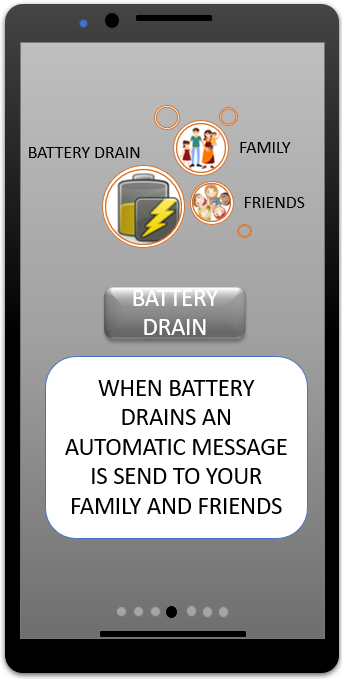 FAMILY
BATTERY DRAIN
FRIENDS
BATTERY
DRAIN
WHEN BATTERY
DRAINS AN
AUTOMATIC MESSAGE
IS SEND TO YOUR
FAMILY AND FRIENDS